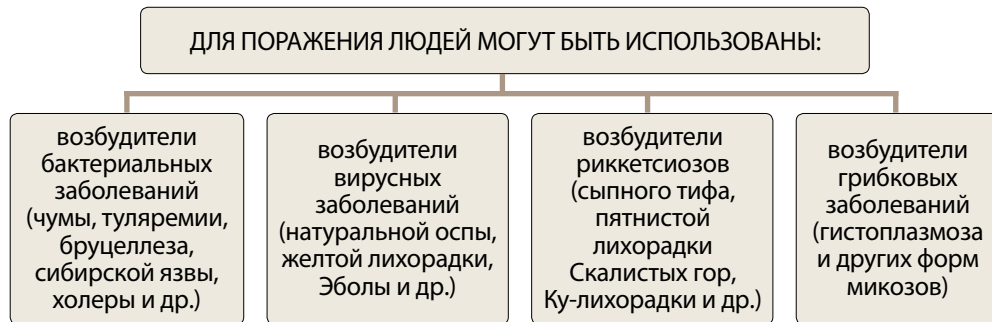 ДЛЯ ПОРАЖЕНИЯ ЛЮДЕЙ МОГУТ БЫТЬ ИСПОЛЬЗОВАНЫ:
возбудители
бактериальных
заболеваний
(чумы, туляремии,
бруцеллеза,
сибирской язвы,
холеры и др.)
возбудители
вирусных
заболеваний
(натуральной оспы,
желтой лихорадки,
Эболы и др.)
возбудители
риккетсиозов
(сыпного тифа,
пятнистой
лихорадки
Скалистых гор,
Ку-лихорадки и др.)
возбудители
грибковых
заболеваний
(гистоплазмоза
и других форм
микозов)